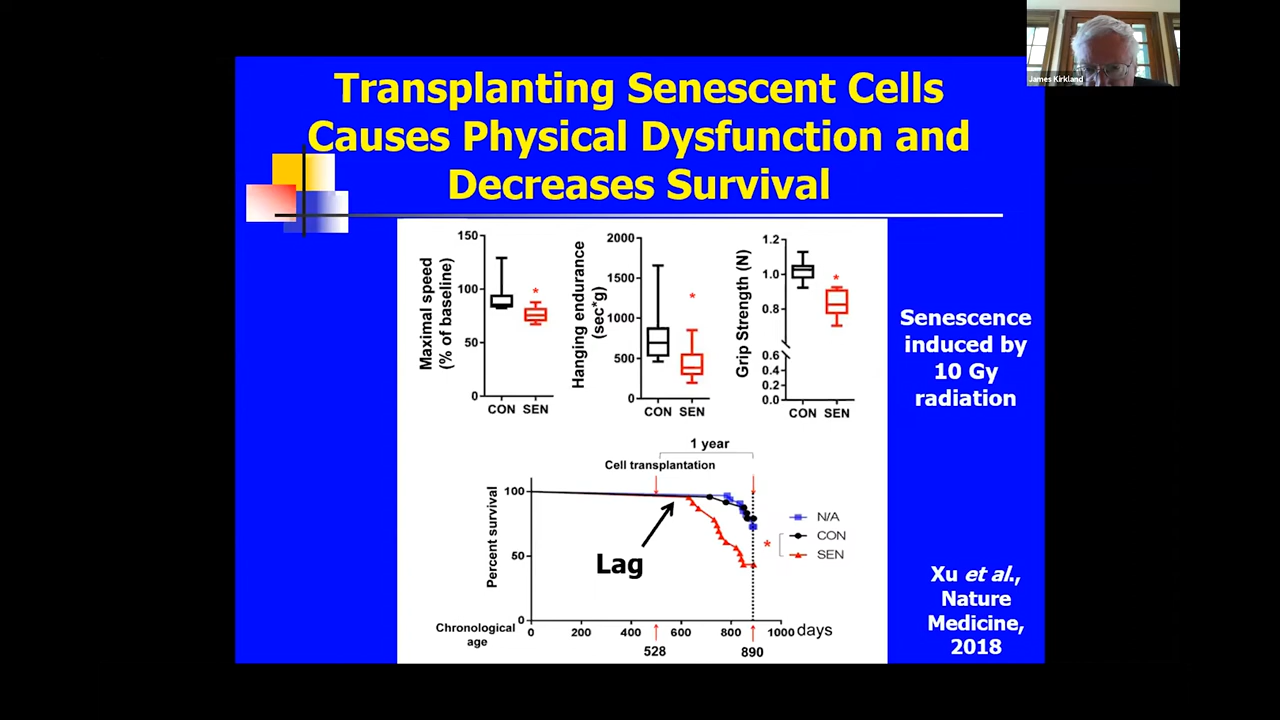 James Kirkland
Transplanting Senescent Cells
Causes Physical Dysfunction and
Decreases Survival
Maximal speed
(% of baseline)
150
100
50
0
CON SEN
*
Hanging endurance
(sec*g)
2000
1500
1000
500
0
CON SEN
*
Grip Strength (N)
1.2
1.0
0.8
0.6
0.4
0.2
0.0
CON SEN
*
Senescence
induced by
10 Gy
radiation
1 year
Cell transplantation
Percent survival
100
50
0
Lag
N/A
CON
SEN
*
Chronological
age
0 200 400 600 800 1000 days
528 890
Xu et al.,
Nature
Medicine,
2018